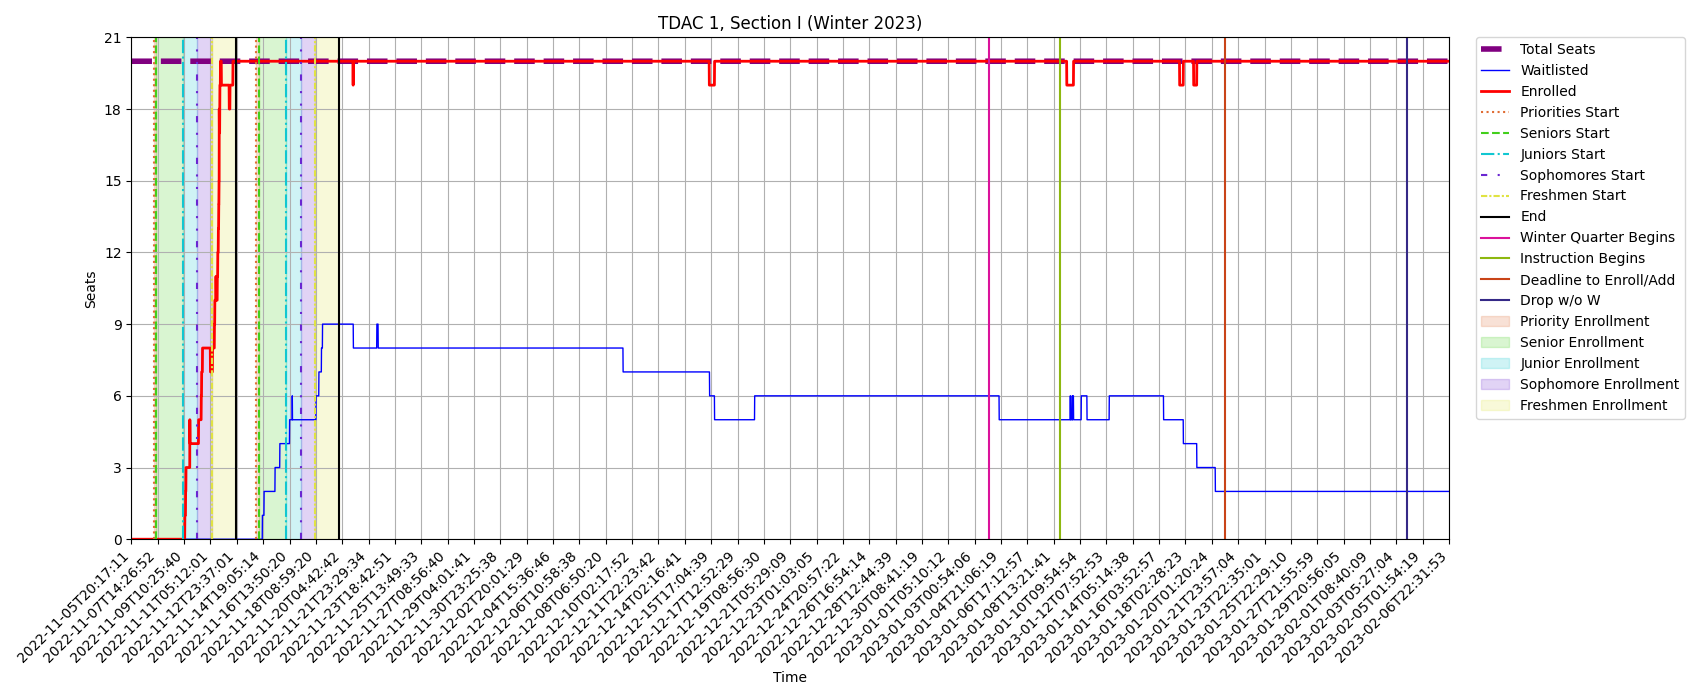 TDAC 1, Section I (Winter 2023)
21
18
15
12
9
6
3
0
Seats
2022-11-05T20:17:11
2022-11-07T14:26:52
2022-11-09T10:25:40
2022-11-11T05:12:01
2022-11-12T23:37:01
2022-11-14T19:05:14
2022-11-16T13:50:20
2022-11-18T08:59:20
2022-11-20T04:42:42
2022-11-21T23:29:34
2022-11-23T18:42:51
2022-11-25T13:49:33
2022-11-27T08:56:40
2022-11-29T04:01:41
2022-11-30T23:25:38
2022-12-02T20:01:29
2022-12-04T15:36:46
2022-12-06T10:58:38
2022-12-08T06:50:20
2022-12-10T02:17:52
2022-12-11T22:23:42
2022-12-14T02:16:41
2022-12-15T17:04:39
2022-12-17T12:52:29
2022-12-19T08:56:30
2022-12-21T05:29:09
2022-12-23T01:03:05
2022-12-24T20:57:22
2022-12-26T16:54:14
2022-12-28T12:44:39
2022-12-30T08:41:19
2023-01-01T05:10:12
2023-01-03T00:54:06
2023-01-04T21:06:19
2023-01-06T17:12:57
2023-01-08T13:21:41
2023-01-10T09:54:54
2023-01-12T07:52:53
2023-01-14T05:14:38
2023-01-16T03:52:57
2023-01-18T02:28:23
2023-01-20T01:20:24
2023-01-21T23:57:04
2023-01-23T22:35:01
2023-01-25T22:29:10
2023-01-27T21:55:59
2023-01-29T20:56:05
2023-02-01T08:40:09
2023-02-03T05:27:04
2023-02-05T01:54:19
2023-02-06T22:31:53
Time
Total Seats
Waitlisted
Enrolled
Priorities Start
Seniors Start
Juniors Start
Sophomores Start
Freshmen Start
End
Winter Quarter Begins
Instruction Begins
Deadline to Enroll/Add
Drop w/o W
Priority Enrollment
Senior Enrollment
Junior Enrollment
Sophomore Enrollment
Freshmen Enrollment